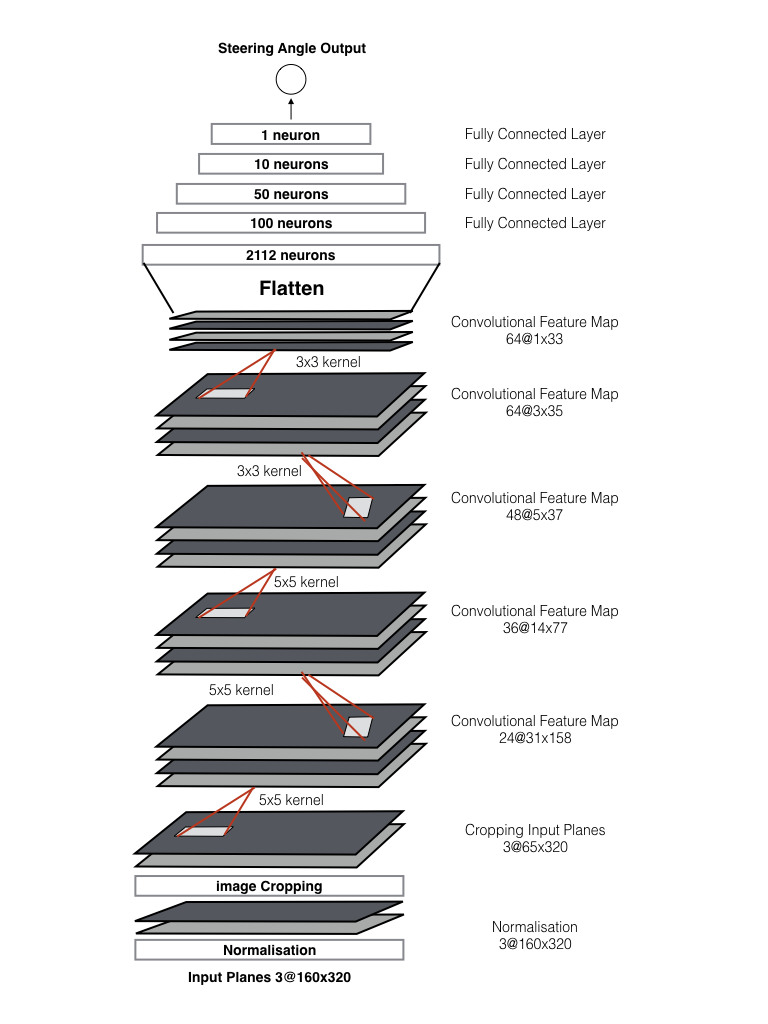 Steering Angle Output
1 neuron
Fully Connected Layer
10 neurons
Fully Connected Layer
50 neurons
Fully Connected Layer
100 neurons
Fully Connected Layer
2112 neurons
Flatten
Convolutional Feature Map
64@1x33
3x3 kernel
Convolutional Feature Map
64@3x35
3x3 kernel
Convolutional Feature Map
48@5x37
5x5 kernel
Convolutional Feature Map
36@14x77
5x5 kernel
Convolutional Feature Map
24@31x158
5x5 kernel
Cropping Input Planes
3@65x320
image Cropping
Normalisation
3@160x320
Normalisation
Input Planes 3@160x320